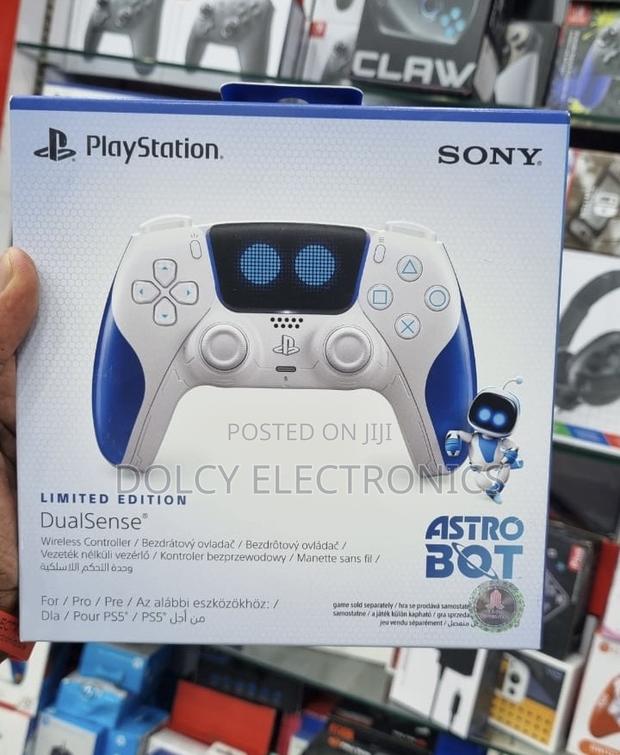 CLAW
PlayStation
SONY
POSTED ON JIJI
DOLCY ELECTRONIC
LIMITED EDITION
DualSense®
Wireless Controller / Bezdrátový ovladač / Bezdrôtový ovládač /
Vezeték nélküli vezérlő / Kontroler bezprzewodowy / Manette sans fil /
وحدة التحكم اللاسلكية
ASTRO
BOT
For / Pro / Pre / Az alábbi eszközökhöz: /
Dla / Pour PS5® / PS5® من أجل
game sold separately / hra se prodává samostatně
samostatne / a játék külön kapható / gra sprzeda
jeu vendu séparément /